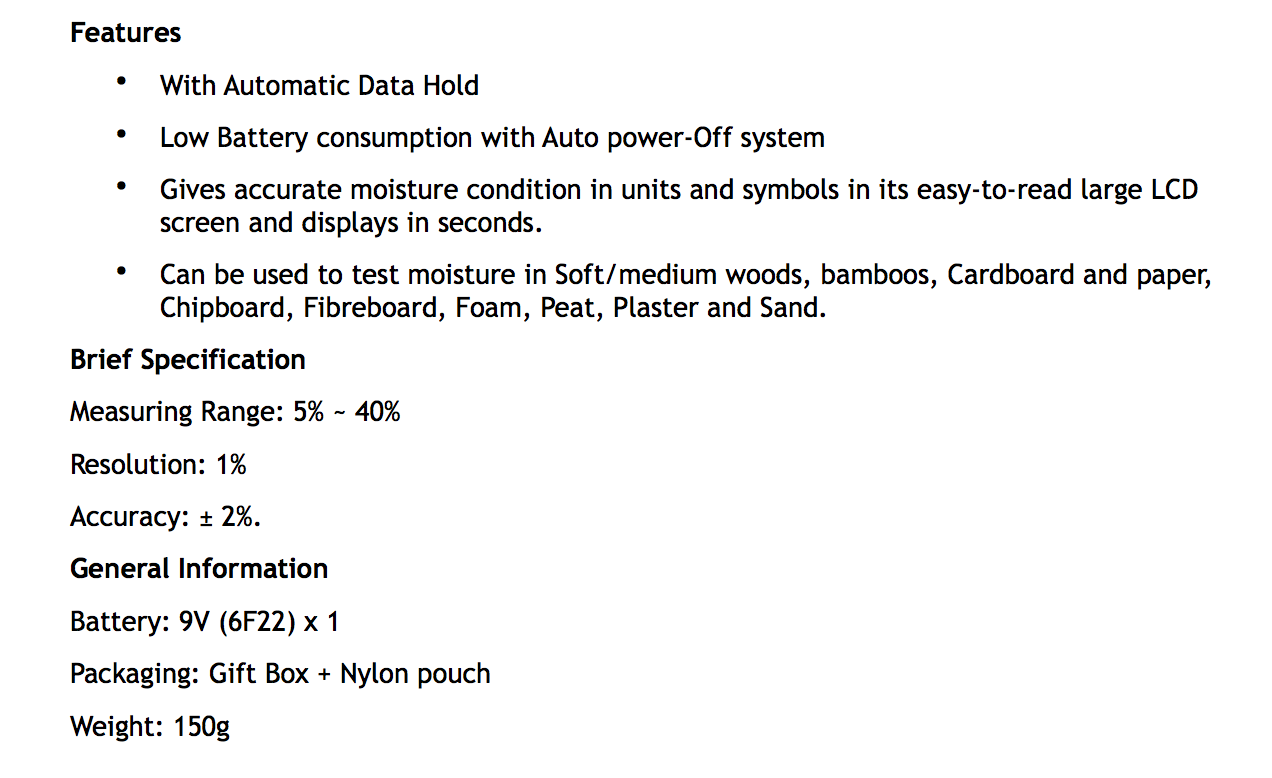 Features
• With Automatic Data Hold
• Low Battery consumption with Auto power-Off system
• Gives accurate moisture condition in units and symbols in its easy-to-read large LCD
screen and displays in seconds.
• Can be used to test moisture in Soft/medium woods, bamboos, Cardboard and paper,
Chipboard, Fibreboard, Foam, Peat, Plaster and Sand.
Brief Specification
Measuring Range: 5% ~ 40%
Resolution: 1%
Accuracy: ± 2%.
General Information
Battery: 9V (6F22) x 1
Packaging: Gift Box + Nylon pouch
Weight: 150g